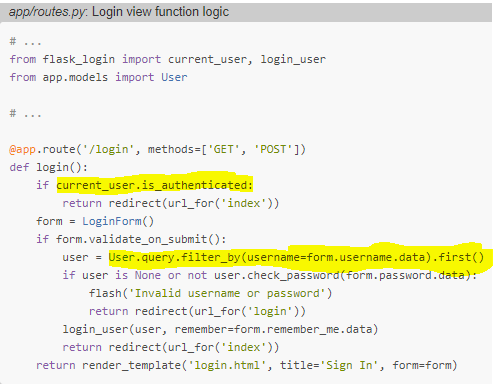 app/routes.py: Login view function logic
# ...
from flask_login import current_user, login_user
from app.models import User
# ...
@app.route('/login', methods=['GET', 'POST'])
def login():
    if current_user.is_authenticated:
        return redirect(url_for('index'))
    form = LoginForm()
    if form.validate_on_submit():
        user = User.query.filter_by(username=form.username.data).first()
        if user is None or not user.check_password(form.password.data):
            flash('Invalid username or password')
            return redirect(url_for('login'))
        login_user(user, remember=form.remember_me.data)
        return redirect(url_for('index'))
    return render_template('login.html', title='Sign In', form=form)